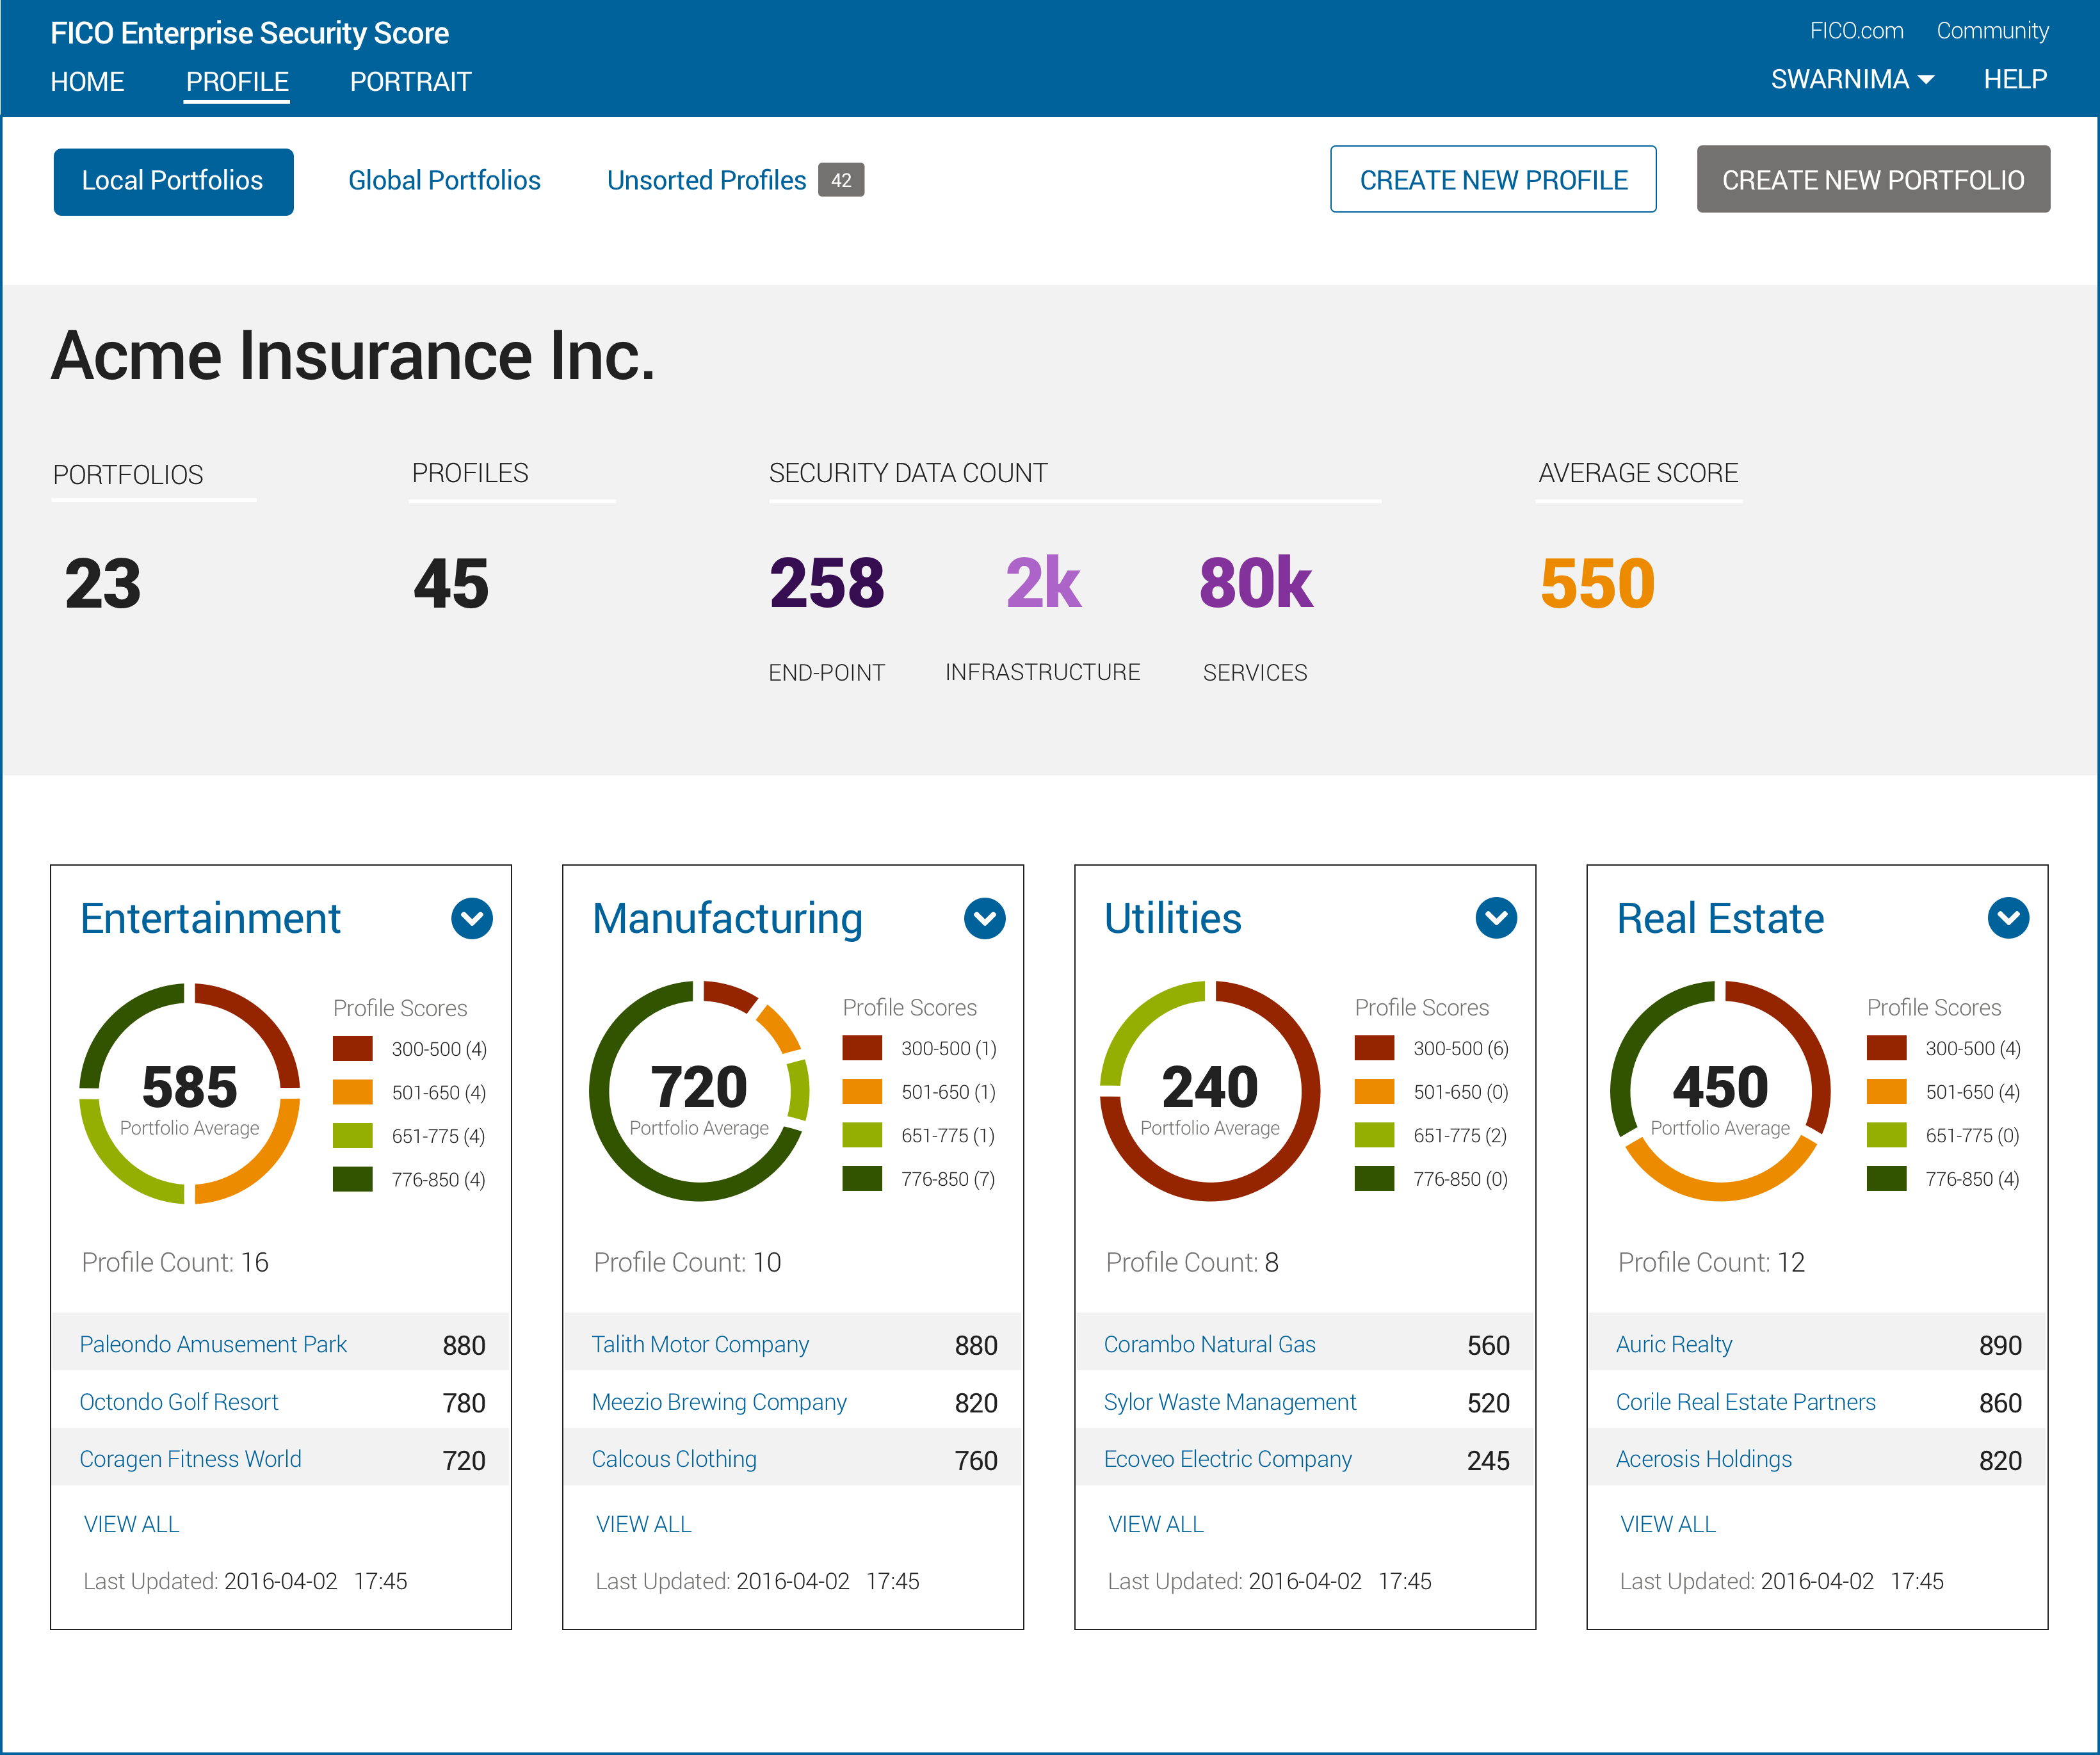 FICO Enterprise Security Score
FICO.com Community
HOME PROFILE PORTRAIT
SWARNIMA HELP
Local Portfolios Global Portfolios Unsorted Profiles 42
CREATE NEW PROFILE CREATE NEW PORTFOLIO
Acme Insurance Inc.
PORTFOLIOS PROFILES SECURITY DATA COUNT AVERAGE SCORE
23 45 258 2k 80k 550
END-POINT INFRASTRUCTURE SERVICES
Entertainment
Profile Scores
300-500 (4)
501-650 (4)
651-775 (4)
776-850 (4)
585
Portfolio Average
Profile Count: 16
Paleondo Amusement Park 880
Octondo Golf Resort 780
Coragen Fitness World 720
VIEW ALL
Last Updated: 2016-04-02 17:45
Manufacturing
Profile Scores
300-500 (1)
501-650 (1)
651-775 (1)
776-850 (7)
720
Portfolio Average
Profile Count: 10
Talith Motor Company 880
Meezio Brewing Company 820
Calcous Clothing 760
VIEW ALL
Last Updated: 2016-04-02 17:45
Utilities
Profile Scores
300-500 (6)
501-650 (0)
651-775 (2)
776-850 (0)
240
Portfolio Average
Profile Count: 8
Corambo Natural Gas 560
Sylor Waste Management 520
Ecoveo Electric Company 245
VIEW ALL
Last Updated: 2016-04-02 17:45
Real Estate
Profile Scores
300-500 (4)
501-650 (4)
651-775 (0)
776-850 (4)
450
Portfolio Average
Profile Count: 12
Auric Realty 890
Corile Real Estate Partners 860
Acerosis Holdings 820
VIEW ALL
Last Updated: 2016-04-02 17:45